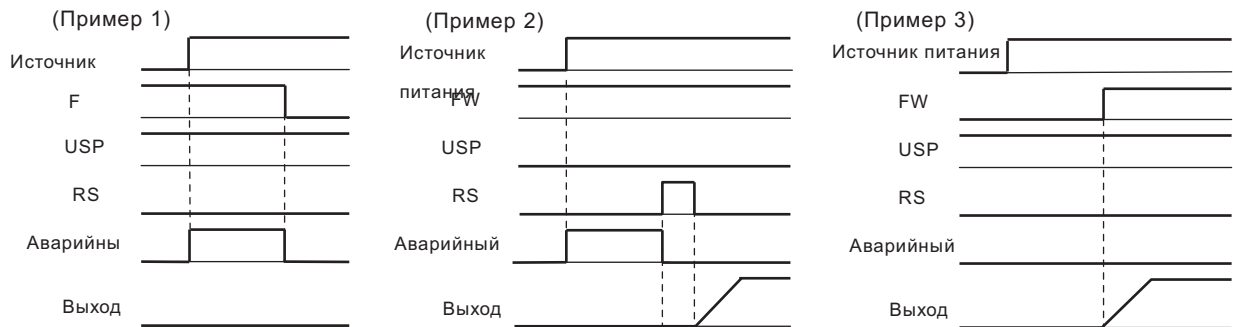 (Пример 1)
Источник
F
USP
RS
Аварийны
Выход
(Пример 2)
Источник
питания
FW
USP
RS
Аварийный
Выход
(Пример 3)
Источник питания
FW
USP
RS
Аварийный
Выход